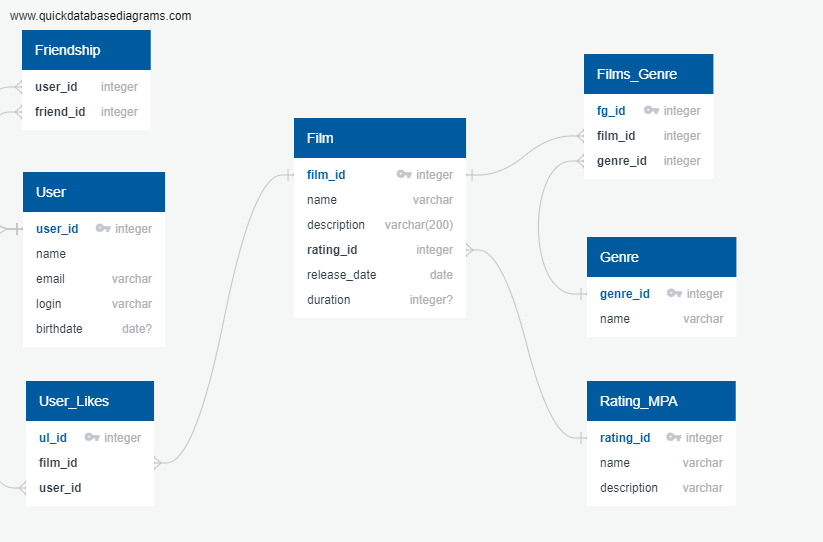 www.quickdatabasediagrams.com
Friendship
user_id integer
friend_id integer
User
user_id integer
name
email varchar
login varchar
birthdate date?
User_Likes
ul_id integer
film_id
user_id
Film
film_id integer
name varchar
description varchar(200)
rating_id integer
release_date date
duration integer?
Films_Genre
fg_id integer
film_id integer
genre_id integer
Genre
genre_id integer
name varchar
Rating_MPA
rating_id integer
name varchar
description varchar